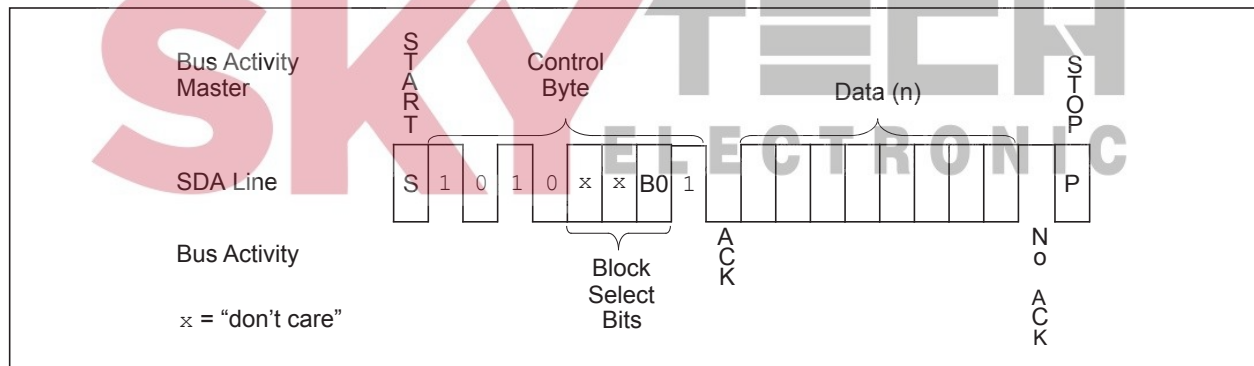 SKYTECH
ELECTRONIC
Bus Activity
Master
START
Control
Byte
Data (n)
STOP
SDA Line
S 1 0 1 0 x x B0 1 P
Bus Activity
ACK
No ACK
Block
Select
Bits
x = “don’t care”